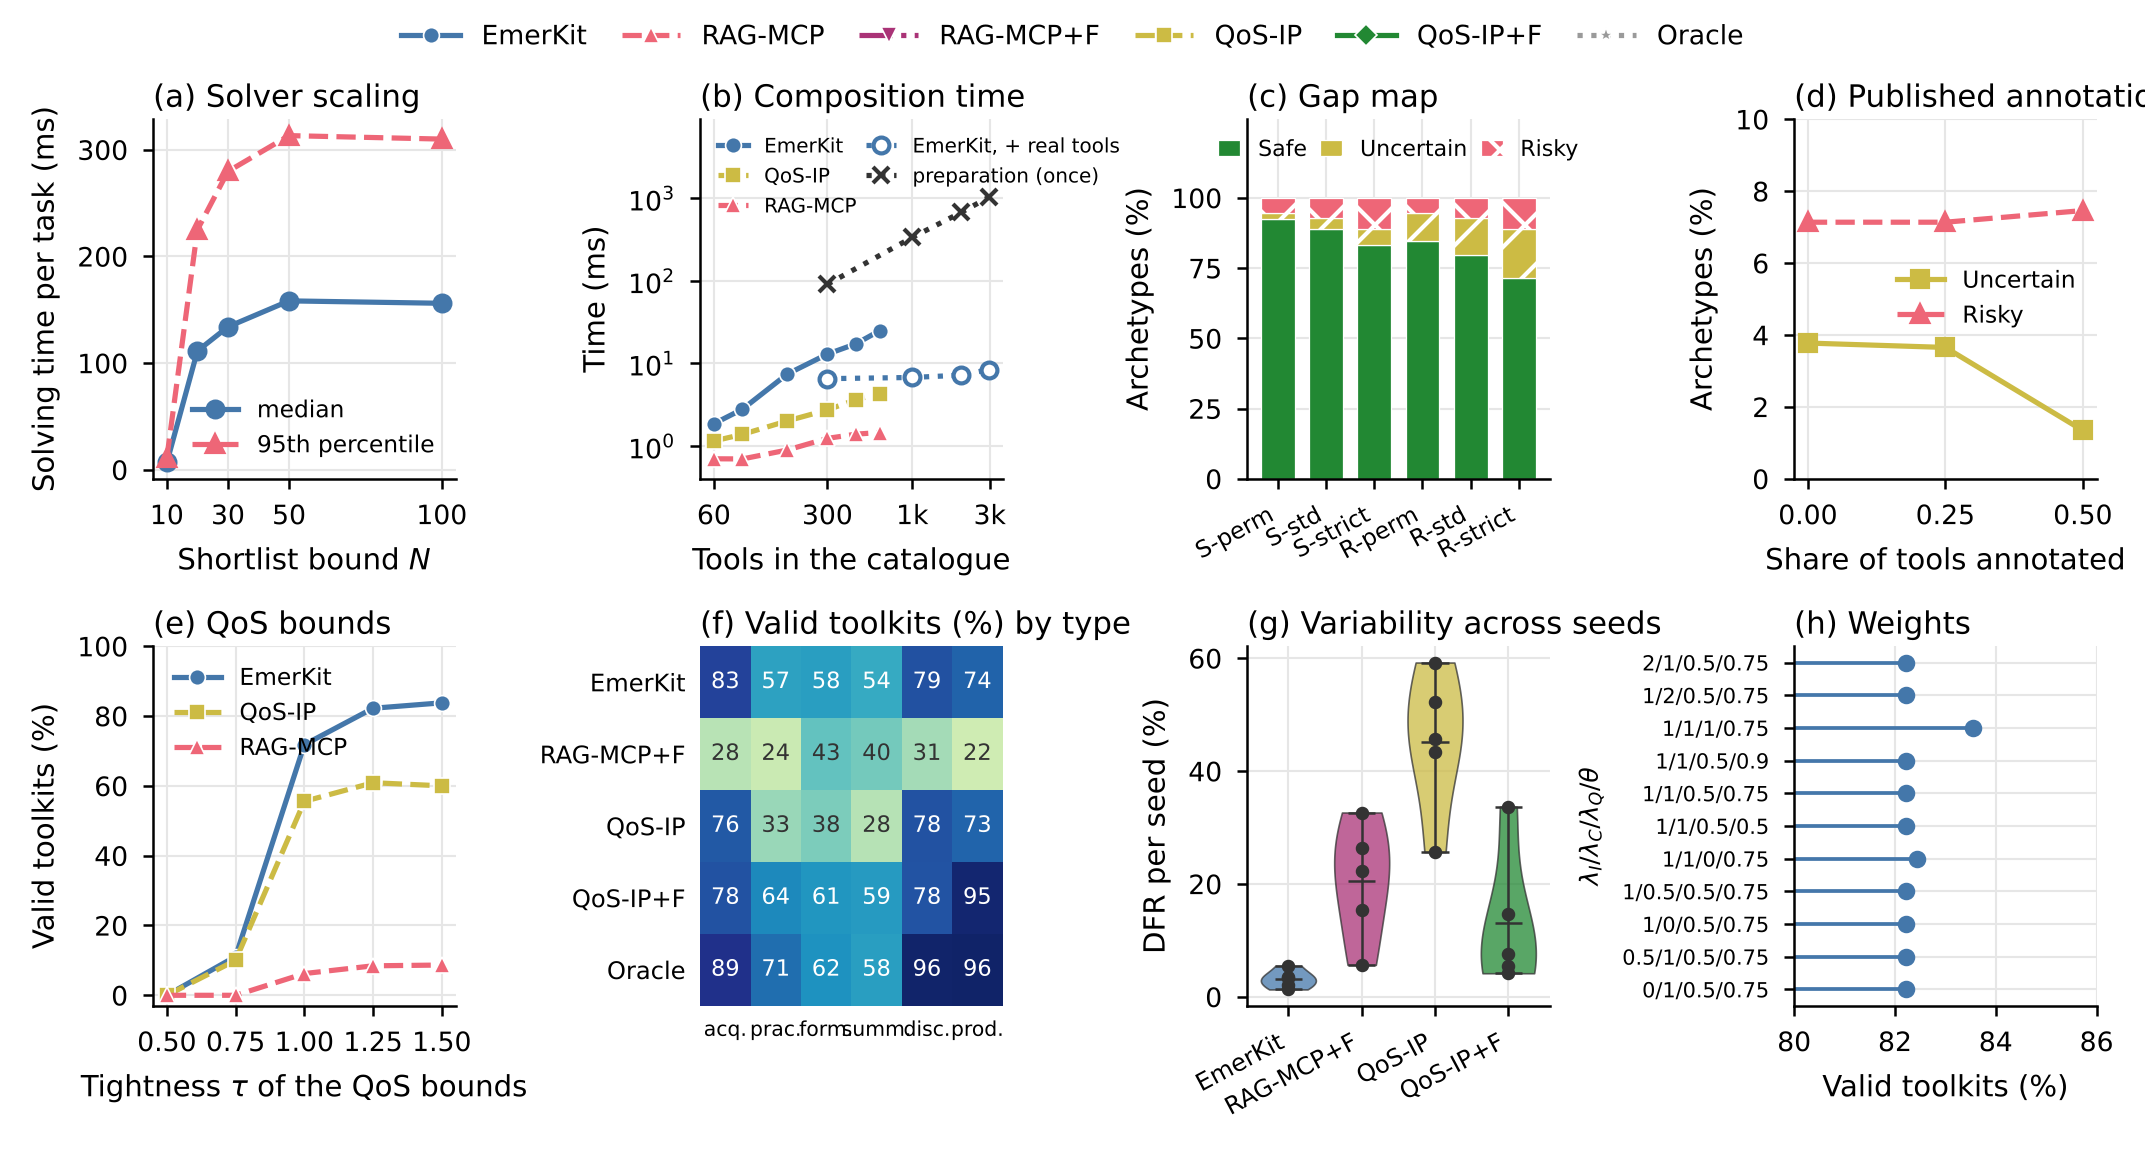 EmerKit RAG-MCP RAG-MCP+F QoS-IP QoS-IP+F Oracle
(a) Solver scaling
Solving time per task (ms)
300
200
100
0
median
95th percentile
10 30 50 100
Shortlist bound N
(b) Composition time
Time (ms)
10³
10²
10¹
10⁰
EmerKit
QoS-IP
RAG-MCP
EmerKit, + real tools
preparation (once)
60 300 1k 3k
Tools in the catalogue
(c) Gap map
Archetypes (%)
Safe Uncertain Risky
100
75
50
25
0
S-perm S-std S-strict R-perm R-std R-strict
(d) Published annotatio
Archetypes (%)
10
8
6
4
2
0
Uncertain
Risky
0.00 0.25 0.50
Share of tools annotated
(e) QoS bounds
Valid toolkits (%)
100
80
60
40
20
0
EmerKit
QoS-IP
RAG-MCP
0.50 0.75 1.00 1.25 1.50
Tightness τ of the QoS bounds
(f) Valid toolkits (%) by type
EmerKit 83 57 58 54 79 74
RAG-MCP+F 28 24 43 40 31 22
QoS-IP 76 33 38 28 78 73
QoS-IP+F 78 64 61 59 78 95
Oracle 89 71 62 58 96 96
acq. prac. form. summ. disc. prod.
(g) Variability across seeds
DFR per seed (%)
60
40
20
0
EmerKit RAG-MCP+F QoS-IP QoS-IP+F
(h) Weights
λI/λC/λQ/θ
2/1/0.5/0.75
1/2/0.5/0.75
1/1/1/0.75
1/1/0.5/0.9
1/1/0.5/0.75
1/1/0.5/0.5
1/1/0/0.75
1/0.5/0.5/0.75
1/0/0.5/0.75
0.5/1/0.5/0.75
0/1/0.5/0.75
80 82 84 86
Valid toolkits (%)